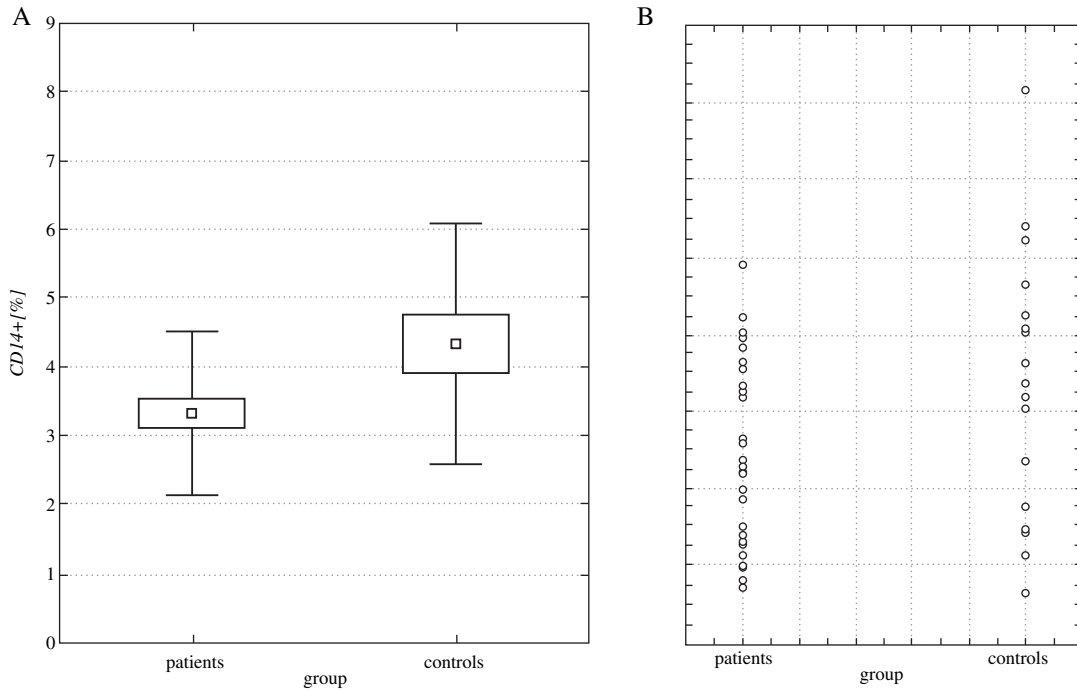 A
9
8
7
6
5
4
3
2
1
0
CD14+[%]
patients
controls
group
B
patients
controls
group